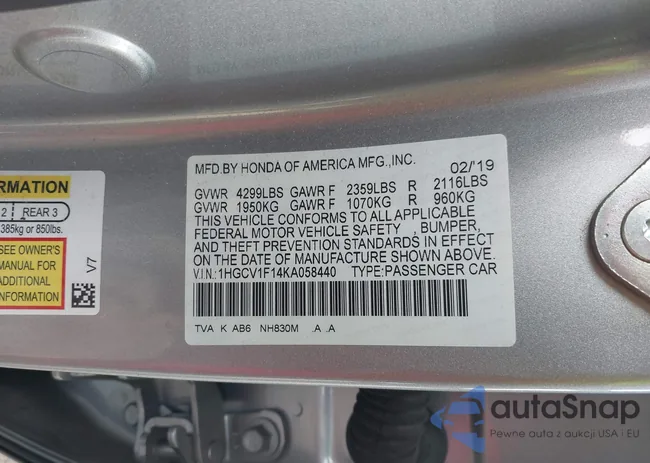 MFD.BY HONDA OF AMERICA MFG.,INC. 02/'19
GVWR 4299LBS GAWR F 2359LBS R 2116LBS
GVWR 1950KG GAWR F 1070KG R 960KG
THIS VEHICLE CONFORMS TO ALL APPLICABLE
FEDERAL MOTOR VEHICLE SAFETY , BUMPER,
AND THEFT PREVENTION STANDARDS IN EFFECT
ON THE DATE OF MANUFACTURE SHOWN ABOVE.
V.I.N.:1HGCV1F14KA058440 TYPE:PASSENGER CAR
TVA K AB6 NH830M .A .A
ORMATION
2 REAR 3
385kg or 850lbs.
SEE OWNER'S
MANUAL FOR
ADDITIONAL
INFORMATION
V7
autaSnap
Pewne auta z aukcji USA i EU